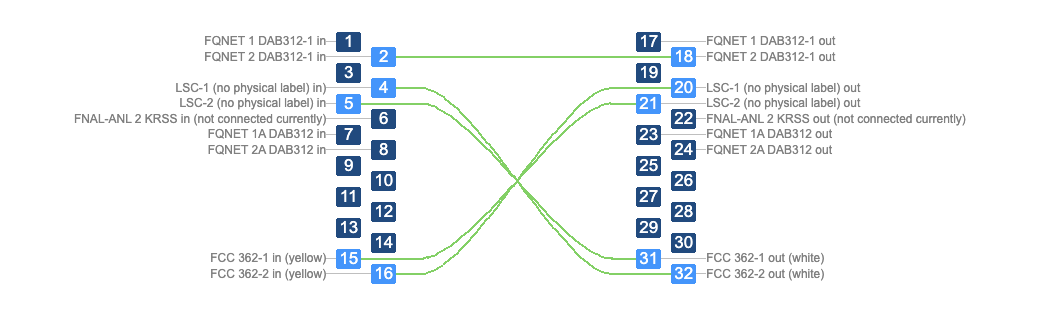 FQNET 1 DAB312-1 in 1 17 FQNET 1 DAB312-1 out
FQNET 2 DAB312-1 in 2 18 FQNET 2 DAB312-1 out
3 19
LSC-1 (no physical label) in 4 20 LSC-1 (no physical label) out
LSC-2 (no physical label) in 5 21 LSC-2 (no physical label) out
FNAL-ANL 2 KRSS in (not connected currently) 6 22 FNAL-ANL 2 KRSS out (not connected currently)
FQNET 1A DAB312 in 7 23 FQNET 1A DAB312 out
FQNET 2A DAB312 in 8 24 FQNET 2A DAB312 out
9 25
10 26
11 27
12 28
13 29
14 30
FCC 362-1 in (yellow) 15 31 FCC 362-1 out (white)
FCC 362-2 in (yellow) 16 32 FCC 362-2 out (white)